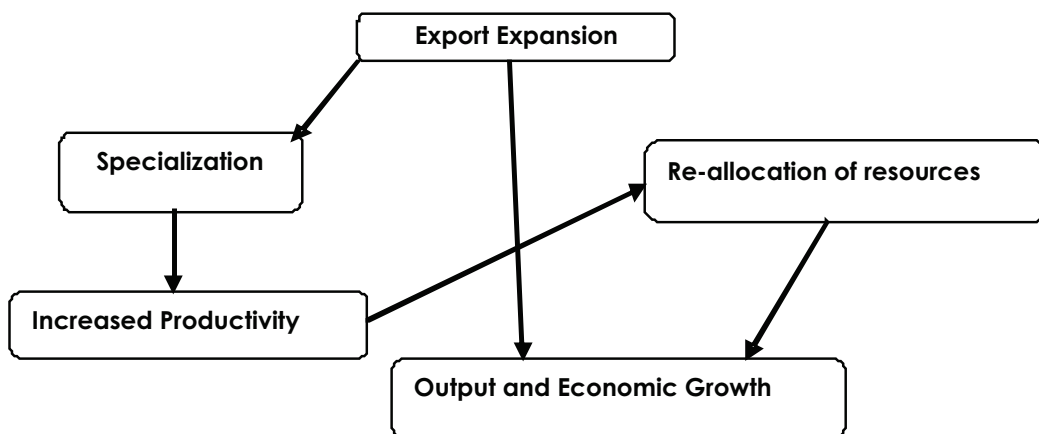 Export Expansion
Specialization
Re-allocation of resources
Increased Productivity
Output and Economic Growth